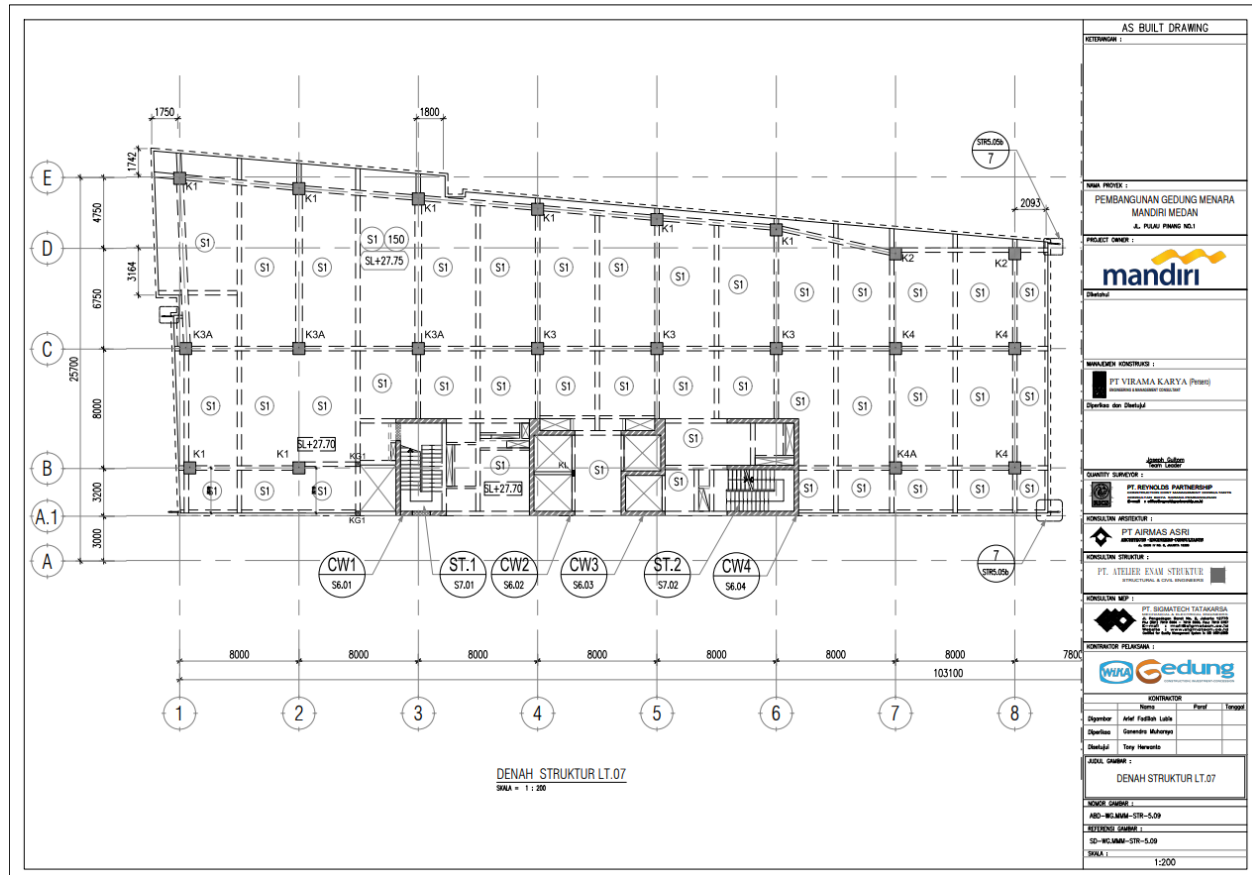 1750
1800
1742
STR5.05b
7
2093
E
K1
K1
K1
K1
K1
K1
K2
K2
4750
S1
S1 150
SL+27.75
D
3164
6750
S1
S1
S1
S1
S1
S1
S1
S1
S1
S1
S1
S1
K3A
K3A
K3A
K3
K3
K3
K4
K4
C
25700
8000
S1
S1
S1
S1
S1
S1
S1
S1
S1
S1
S1
S1
S1
SL+27.70
S1
K1
K1
KG1
KL
K4A
K4
B
3200
S1
S1
S1
S1
SL+27.70
S1
S1
S1
S1
S1
S1
S1
KG1
A.1
3000
A
CW1
S6.01
ST.1
S7.01
CW2
S6.02
CW3
S6.03
ST.2
S7.02
CW4
S6.04
7
STR5.05b
8000
8000
8000
8000
8000
8000
8000
7800
103100
1
2
3
4
5
6
7
8
DENAH STRUKTUR LT.07
SKALA = 1 : 200
AS BUILT DRAWING
KETERANGAN :
NAMA PROYEK :
PEMBANGUNAN GEDUNG MENARA
MANDIRI MEDAN
JL. PULAU PINANG NO.1
PROJECT OWNER :
mandiri
Diketahui
MANAJEMEN KONSTRUKSI :
PT VIRAMA KARYA (Persero)
ENGINEERING & MANAGEMENT CONSULTANT
Diperiksa dan Disetujui
Joseph Gultom
Team Leader
QUANTITY SURVEYOR :
PT. REYNOLDS PARTNERSHIP
KONSULTAN ARSITEKTUR :
PT AIRMAS ASRI
KONSULTAN STRUKTUR :
PT. ATELIER ENAM STRUKTUR
STRUCTURAL & CIVIL ENGINEERS
KONSULTAN MEP :
PT. SIGMATECH TATAKARSA
KONTRAKTOR PELAKSANA :
WIKA Gedung
KONTRAKTOR
Nama Paraf Tanggal
Digambar Arief Fadillah Lubis
Diperiksa Ganendra Muharsyo
Disetujui Tony Herwanto
JUDUL GAMBAR :
DENAH STRUKTUR LT.07
NOMOR GAMBAR :
ABD-WG.MMM-STR-5.09
REFERENSI GAMBAR :
SD-WG.MMM-STR-5.09
SKALA :
1:200